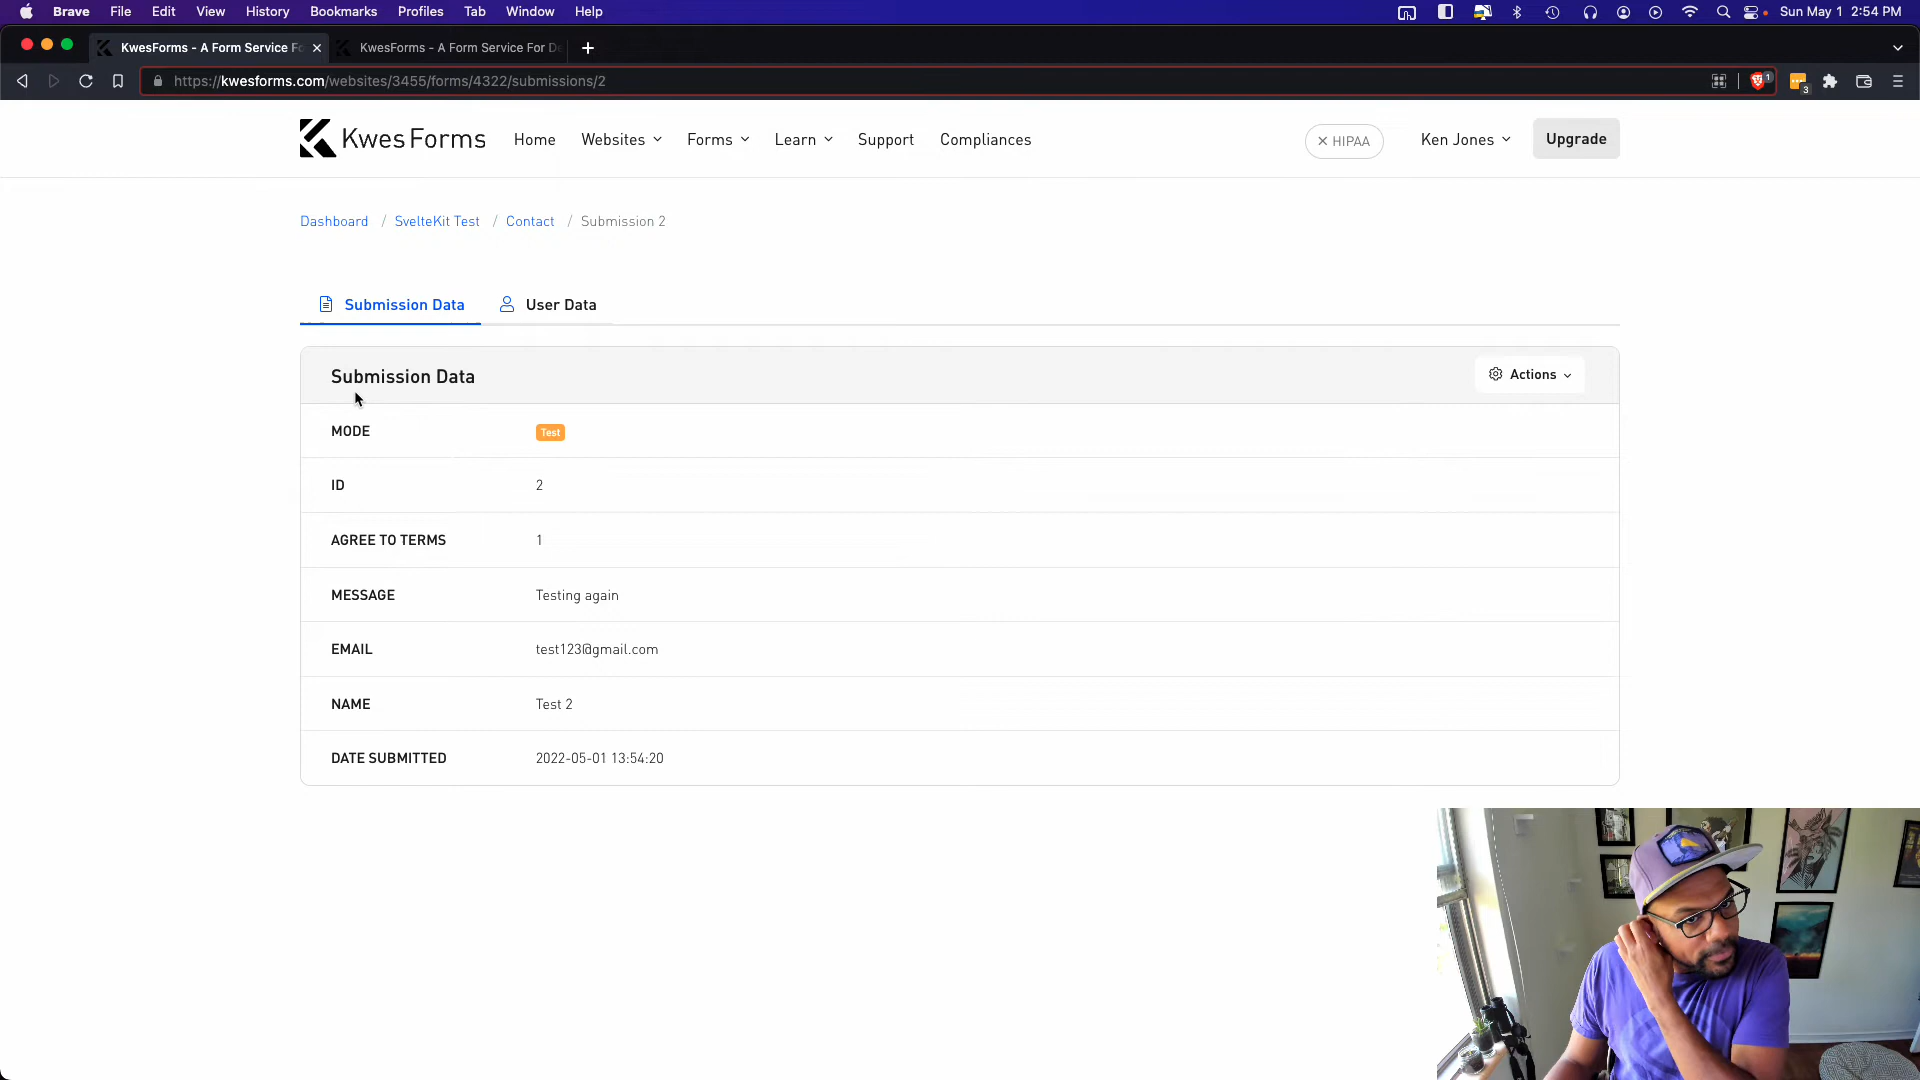 Brave File Edit View History Bookmarks Profiles Tab Window Help Sun May 1 2:54 PM
KwesForms - A Form Service Fo KwesForms - A Form Service For De
https://kwesforms.com/websites/3455/forms/4322/submissions/2 1 3
Kwes Forms Home Websites Forms Learn Support Compliances HIPAA Ken Jones Upgrade
Dashboard / SvelteKit Test / Contact / Submission 2
Submission Data User Data
Submission Data Actions
MODE Test
ID 2
AGREE TO TERMS 1
MESSAGE Testing again
EMAIL test123@gmail.com
NAME Test 2
DATE SUBMITTED 2022-05-01 13:54:20